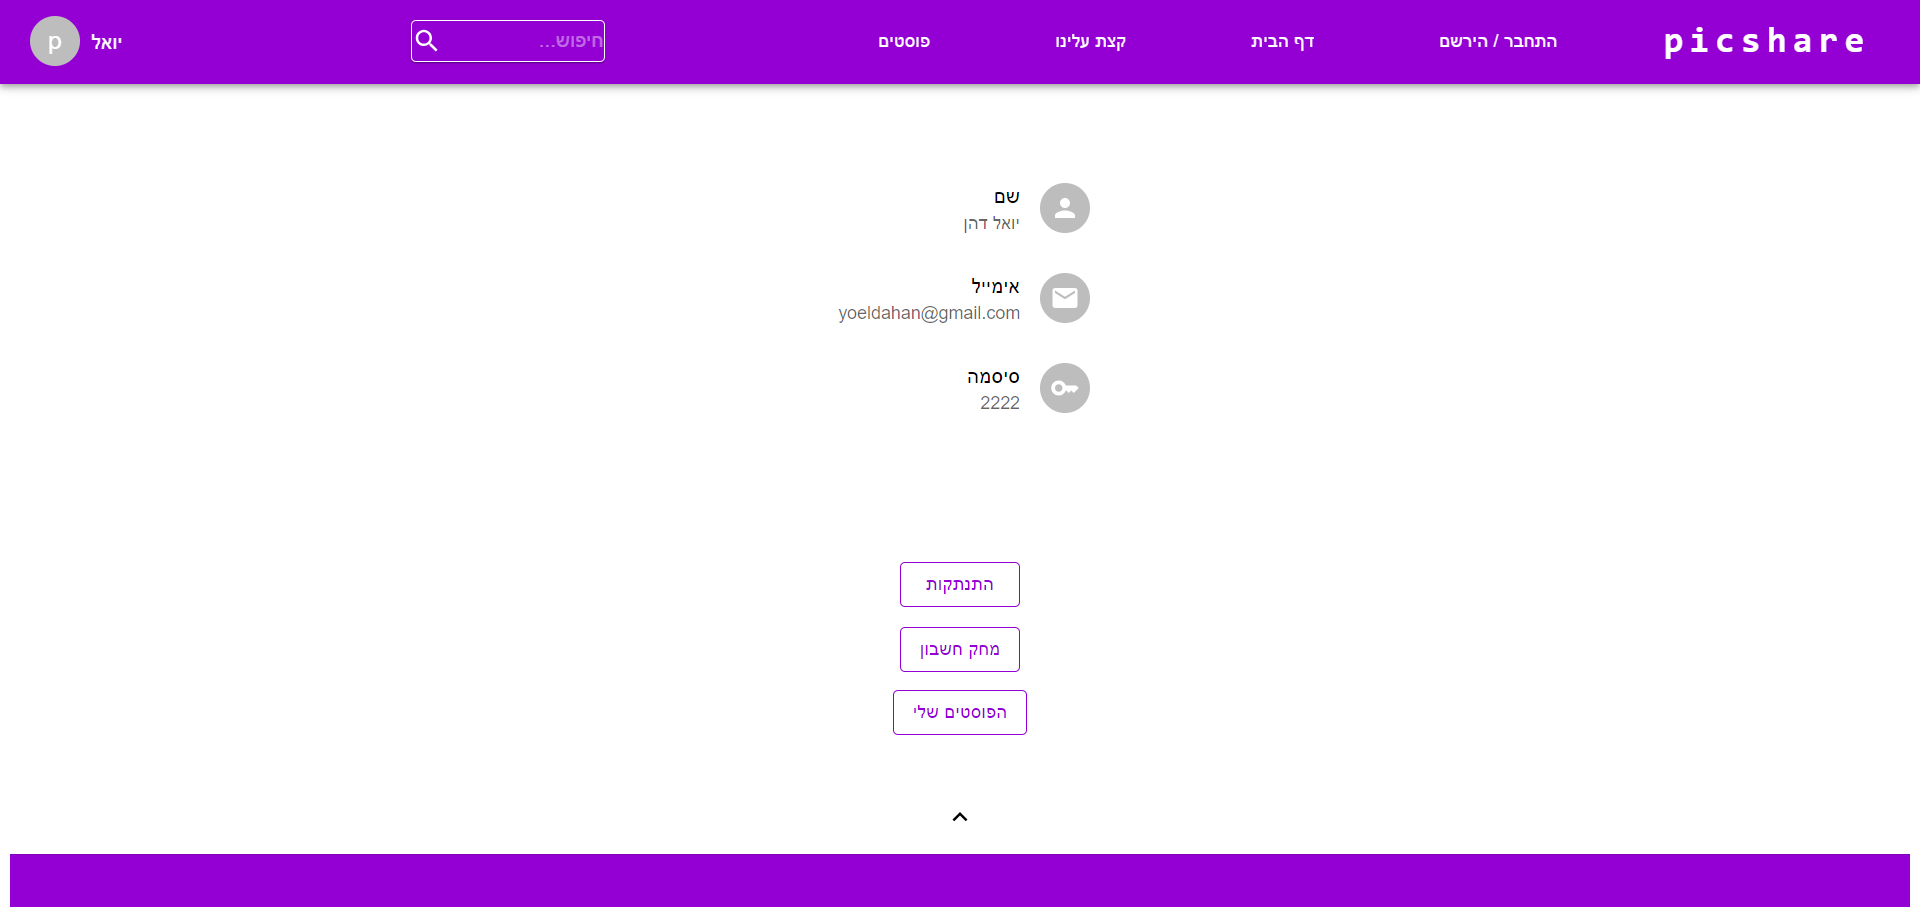 picshare
התחבר / הירשם
דף הבית
קצת עלינו
פוסטים
חיפוש...
יואל
p
שם
יואל דהן
אימייל
yoeldahan@gmail.com
סיסמה
2222
התנתקות
מחק חשבון
הפוסטים שלי